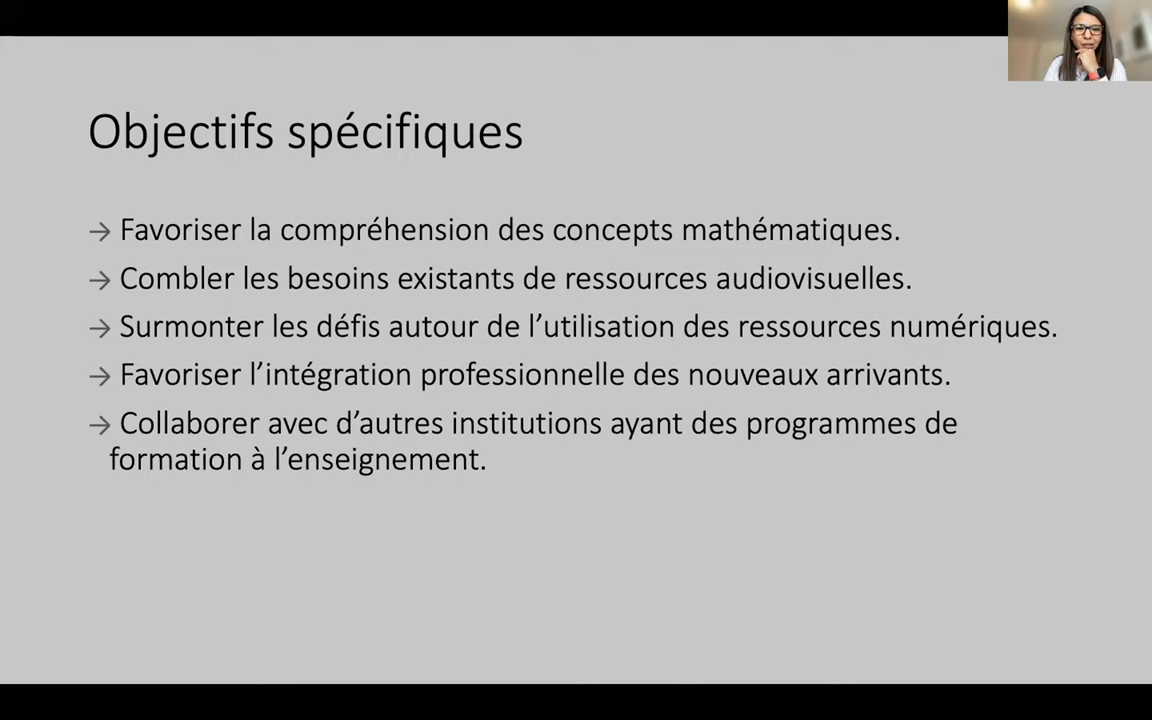 Objectifs spécifiques
→ Favoriser la compréhension des concepts mathématiques.
→ Combler les besoins existants de ressources audiovisuelles.
→ Surmonter les défis autour de l’utilisation des ressources numériques.
→ Favoriser l’intégration professionnelle des nouveaux arrivants.
→ Collaborer avec d’autres institutions ayant des programmes de
formation à l’enseignement.